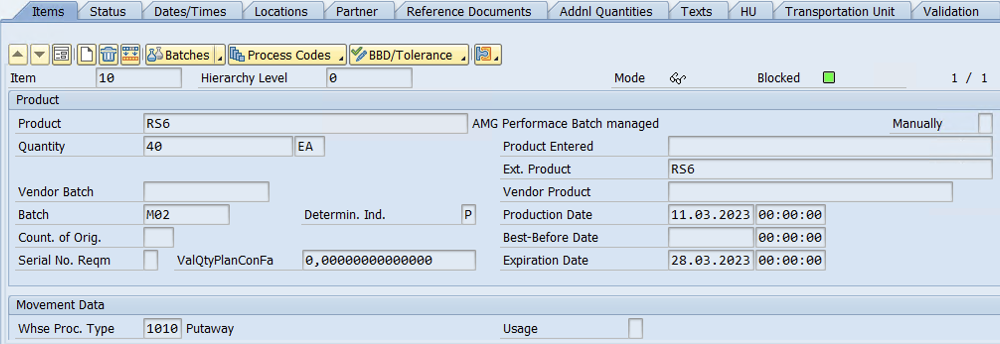 Items Status Dates/Times Locations Partner Reference Documents Addnl Quantities Texts HU Transportation Unit Validation
Batches Process Codes BBD/Tolerance
Item 10 Hierarchy Level 0 Mode Blocked 1 / 1
Product
Product RS6 AMG Performace Batch managed Manually
Quantity 40 EA Product Entered
Ext. Product RS6
Vendor Batch Vendor Product
Batch M02 Determin. Ind. P Production Date 11.03.2023 00:00:00
Count. of Orig. Best-Before Date 00:00:00
Serial No. Reqm ValQtyPlanConFa 0,00000000000000 Expiration Date 28.03.2023 00:00:00
Movement Data
Whse Proc. Type 1010 Putaway Usage